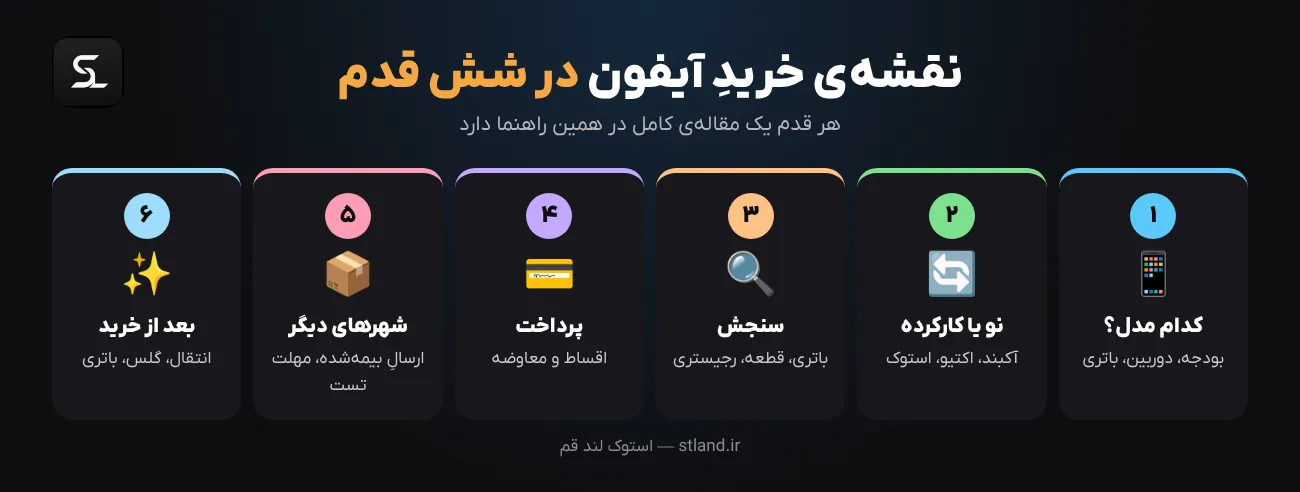 SL
نقشه‌ی خریدِ آیفون در شش قدم
هر قدم یک مقاله‌ی کامل در همین راهنما دارد
۱
کدام مدل؟
بودجه، دوربین، باتری
۲
نو یا کارکرده
آکبند، اکتیو، استوک
۳
سنجش
باتری، قطعه، رجیستری
۴
پرداخت
اقساط و معاوضه
۵
شهرهای دیگر
ارسالِ بیمه‌شده، مهلت
تست
۶
بعد از خرید
انتقال، گلس، باتری
stland.ir — استوک لند قم